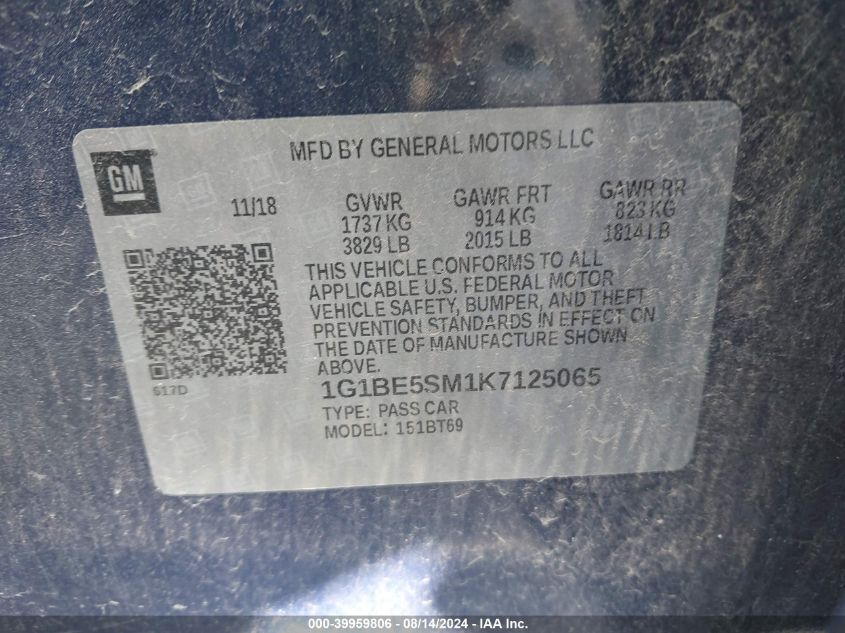 MFD BY GENERAL MOTORS LLC
GM
11/18
GVWR
1737 KG
3829 LB
GAWR FRT
914 KG
2015 LB
GAWR RR
823 KG
1814 LB
THIS VEHICLE CONFORMS TO ALL
APPLICABLE U.S. FEDERAL MOTOR
VEHICLE SAFETY, BUMPER, AND THEFT
PREVENTION STANDARDS IN EFFECT ON
THE DATE OF MANUFACTURE SHOWN
ABOVE.
617D
1G1BE5SM1K7125065
TYPE: PASS CAR
MODEL: 151BT69
000-39959806 - 08/14/2024 - IAAI Inc.